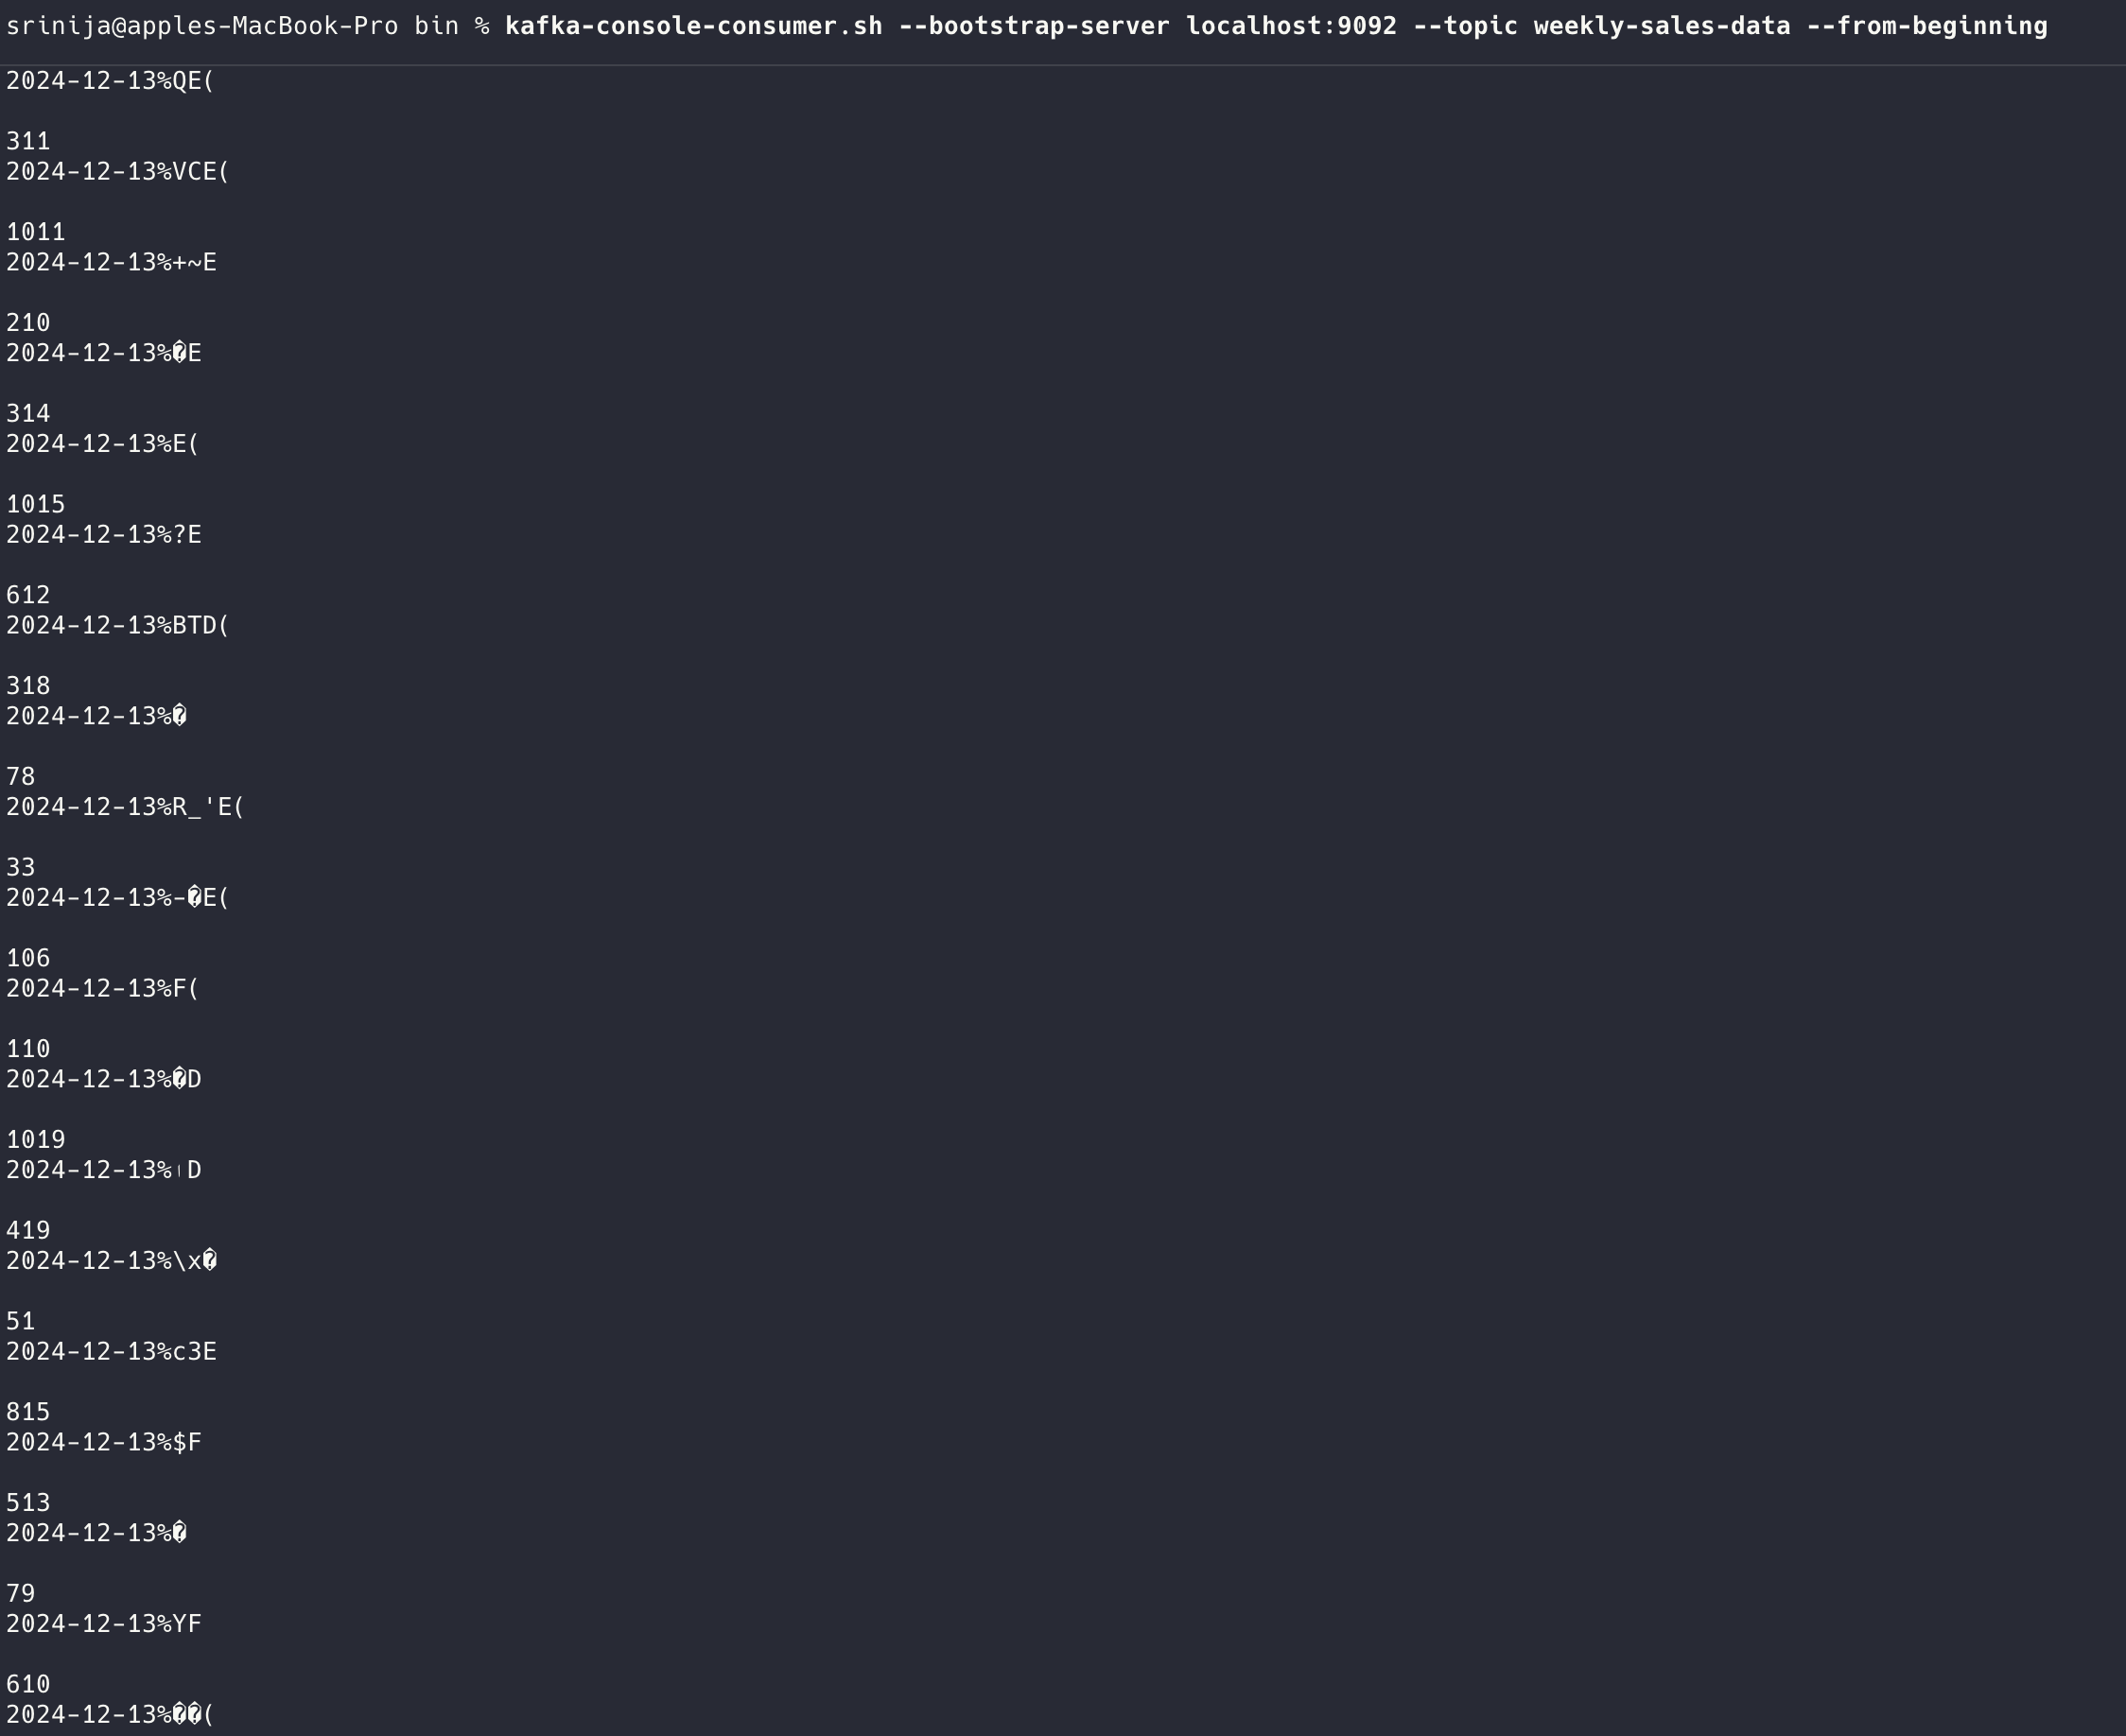 srinija@apples-MacBook-Pro bin % kafka-console-consumer.sh --bootstrap-server localhost:9092 --topic weekly-sales-data --from-beginning
2024-12-13%QE(
311
2024-12-13%VCE(
1011
2024-12-13%+~E
210
2024-12-13%�E
314
2024-12-13%E(
1015
2024-12-13%?E
612
2024-12-13%BTD(
318
2024-12-13%�
78
2024-12-13%R_'E(
33
2024-12-13%-�E(
106
2024-12-13%F(
110
2024-12-13%�D
1019
2024-12-13% D
419
2024-12-13%\x�
51
2024-12-13%c3E
815
2024-12-13%$F
513
2024-12-13%�
79
2024-12-13%YF
610
2024-12-13%��(